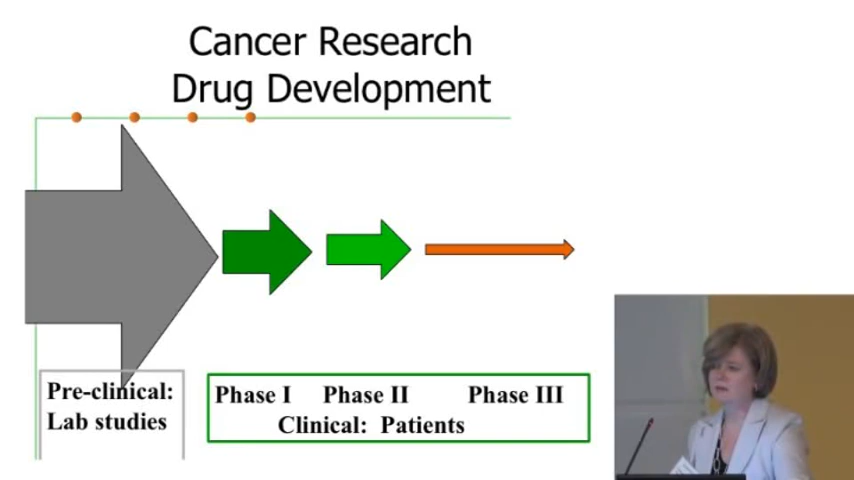 Cancer Research
Drug Development
Pre-clinical:
Lab studies
Phase I Phase II Phase III
Clinical: Patients